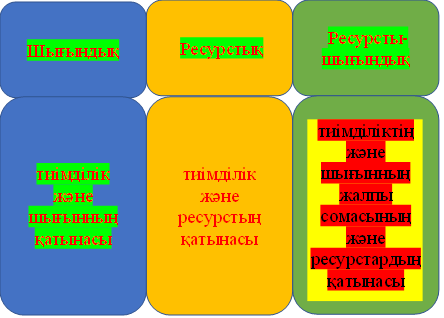 Шығындық
Ресурстық
Ресурсты-
шығындық
тиімділік
және
шығынның
қатынасы
тиімділік
және
ресурстың
қатынасы
тиімділіктің
және
шығынның
жалпы
сомасының
және
ресурстардың
қатынасы